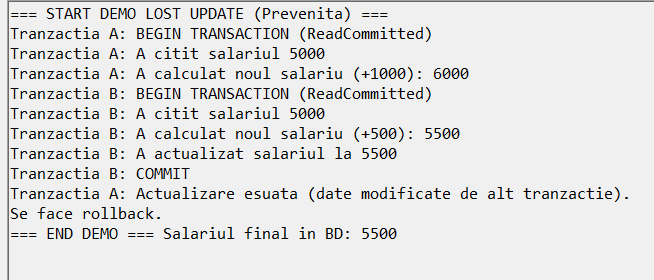 === START DEMO LOST UPDATE (Prevenita) ===
Tranzactia A: BEGIN TRANSACTION (ReadCommitted)
Tranzactia A: A citit salariul 5000
Tranzactia A: A calculat noul salariu (+1000): 6000
Tranzactia B: BEGIN TRANSACTION (ReadCommitted)
Tranzactia B: A citit salariul 5000
Tranzactia B: A calculat noul salariu (+500): 5500
Tranzactia B: A actualizat salariul la 5500
Tranzactia B: COMMIT
Tranzactia A: Actualizare esuata (date modificate de alt tranzactie).
Se face rollback.
=== END DEMO === Salariul final in BD: 5500